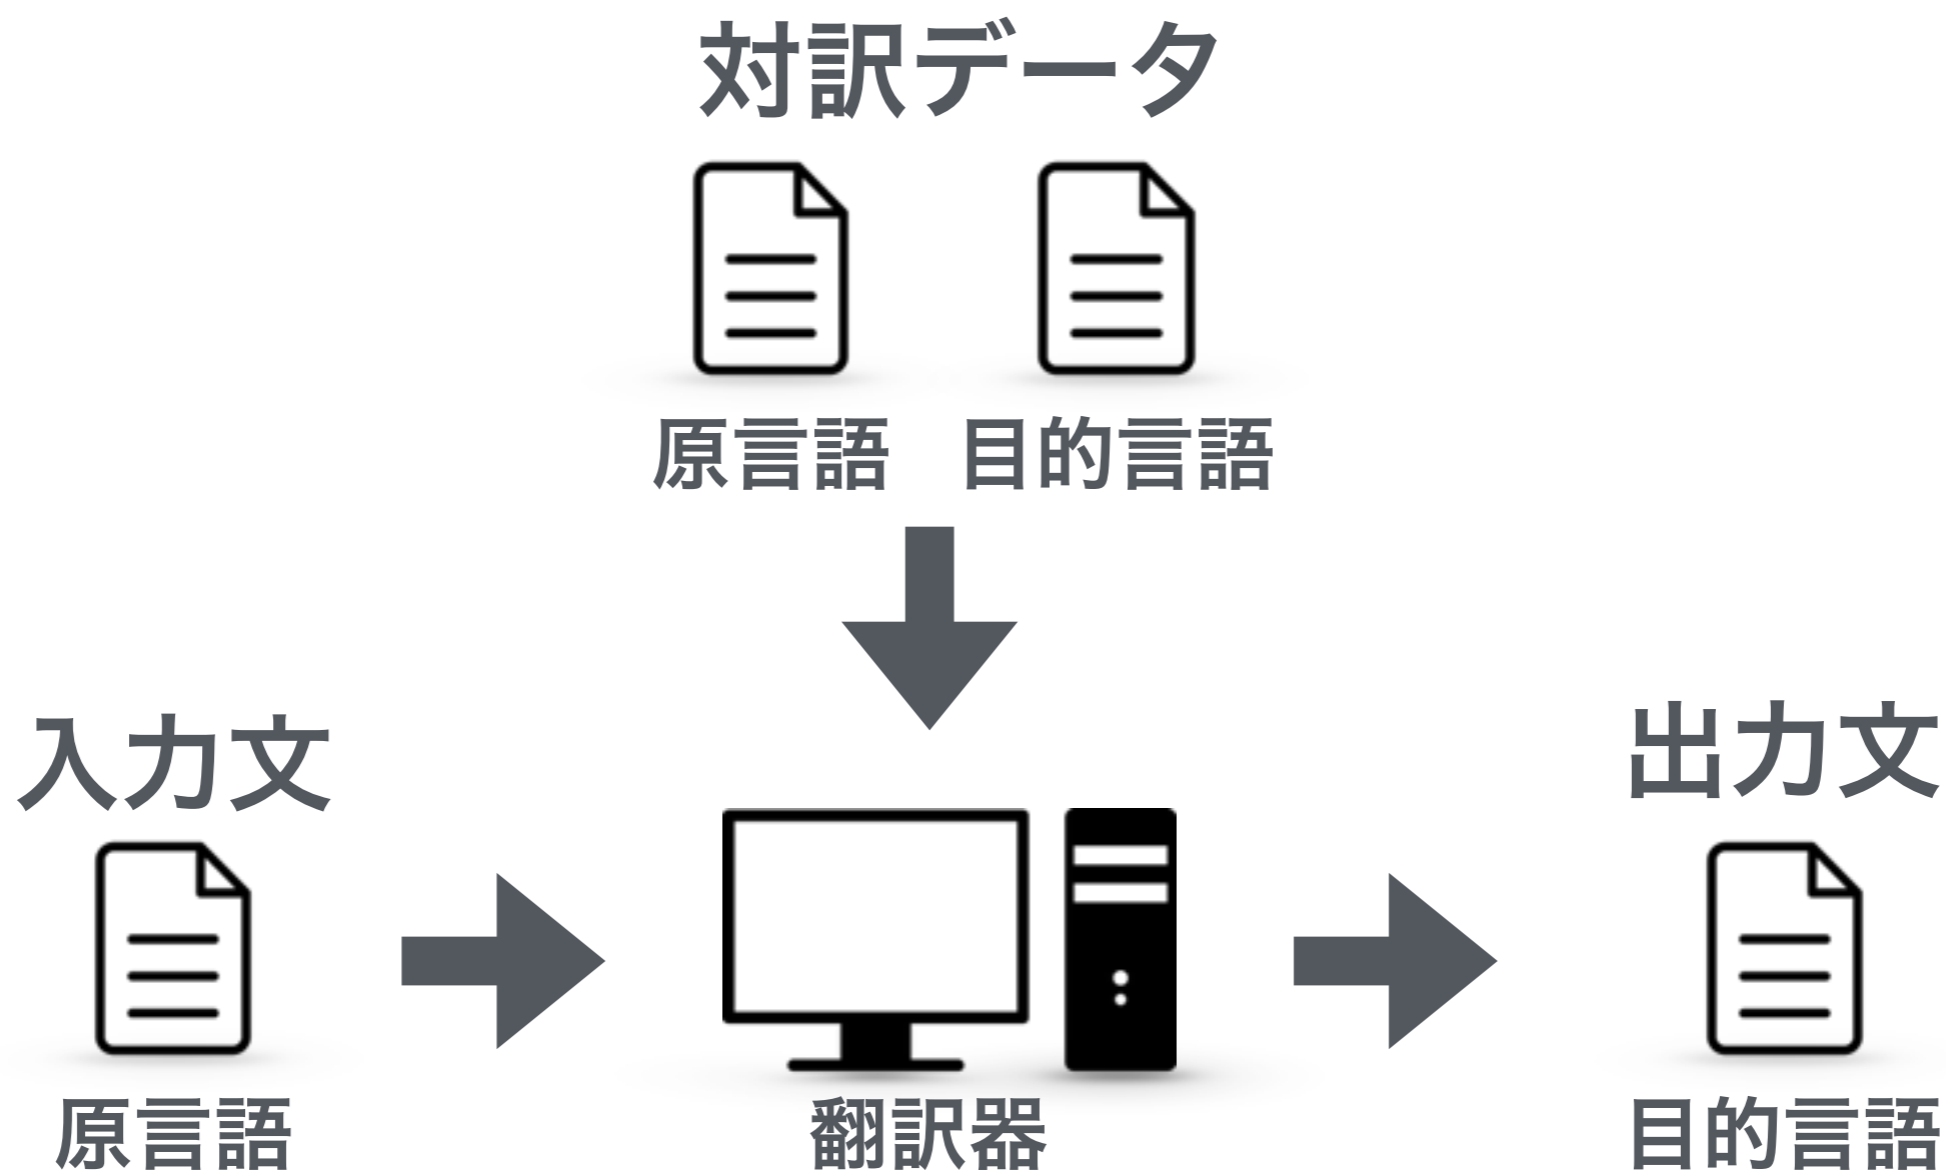 対訳データ
原言語 目的言語
入力文
出力文
原言語
翻訳器
目的言語